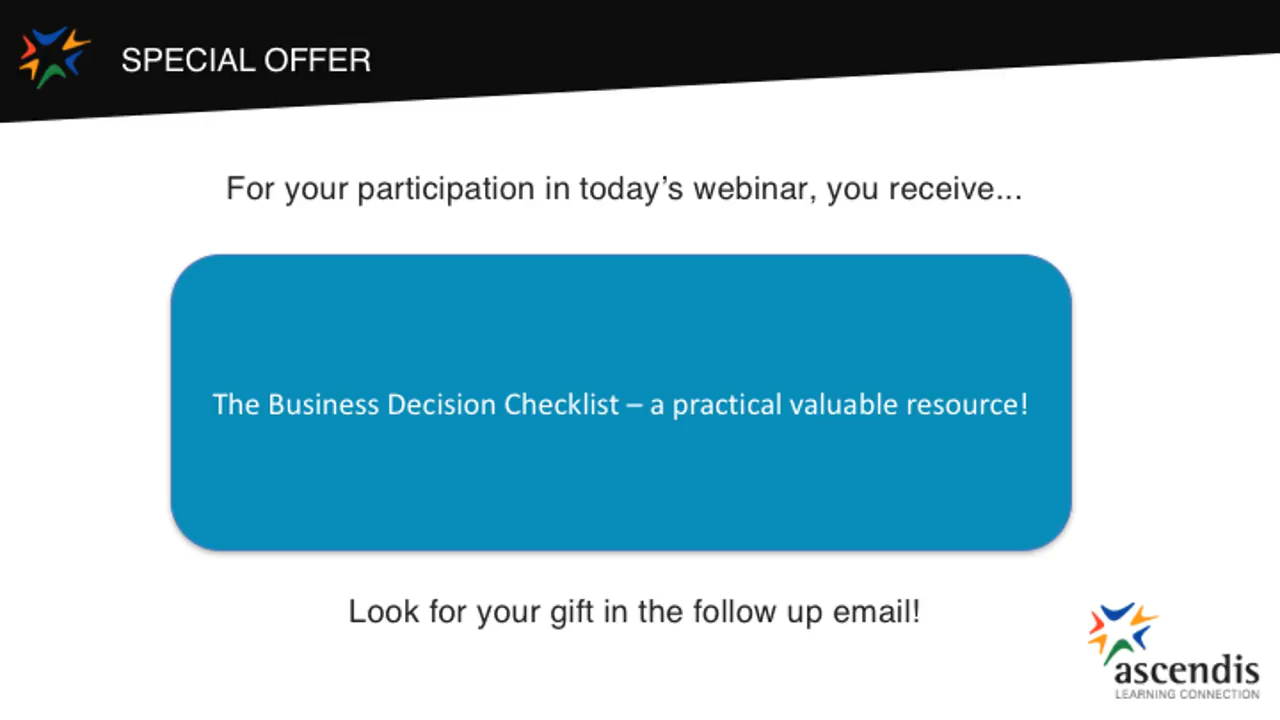 SPECIAL OFFER
For your participation in today’s webinar, you receive...
The Business Decision Checklist – a practical valuable resource!
Look for your gift in the follow up email!
ascendis
LEARNING CONNECTION